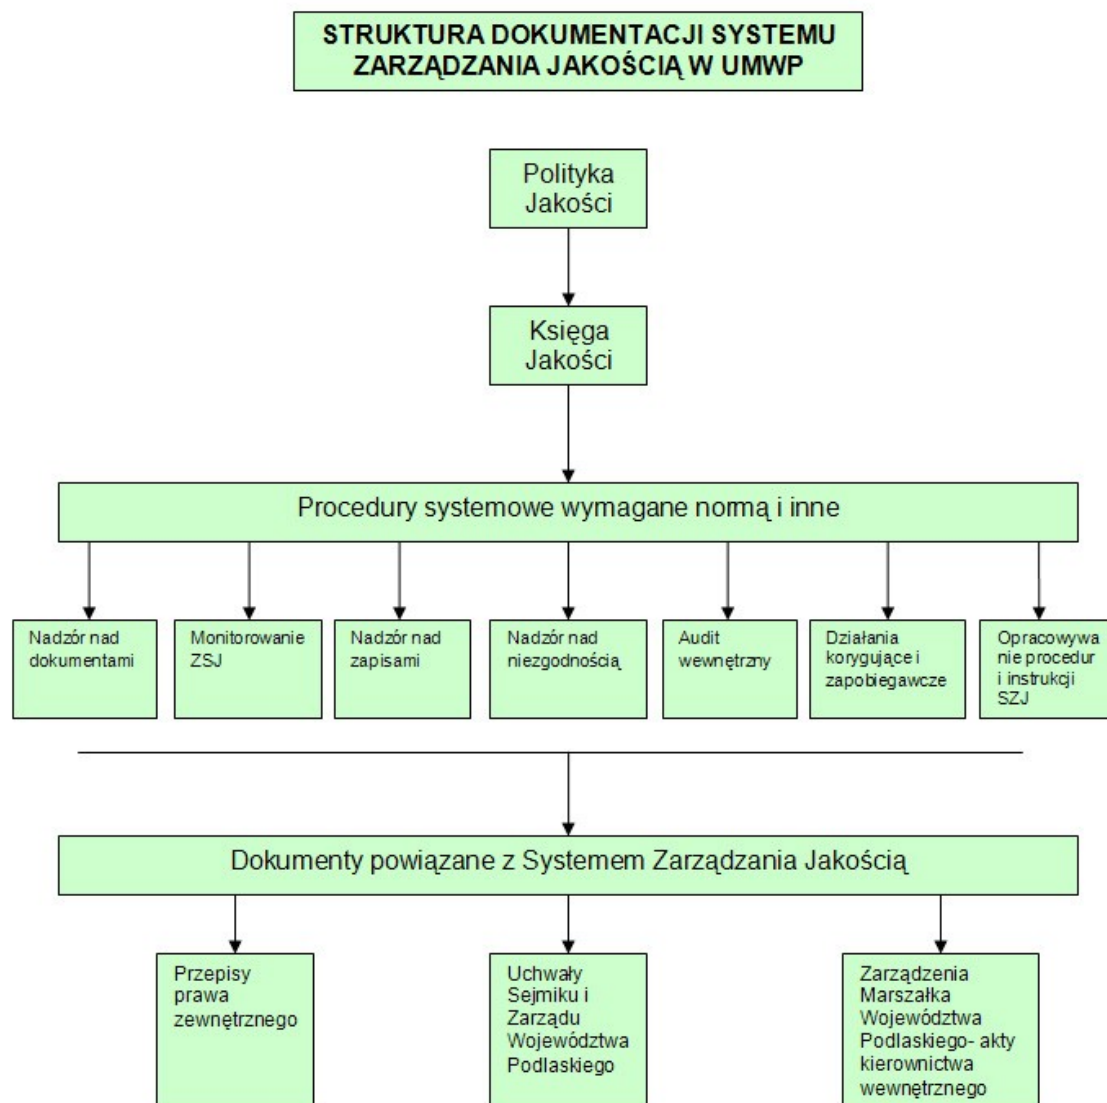 STRUKTURA DOKUMENTACJI SYSTEMU
ZARZĄDZANIA JAKOŚCIĄ W UMWP
Polityka
Jakości
Księga
Jakości
Procedury systemowe wymagane normą i inne
Nadzór nad
dokumentami
Monitorowanie
ZSJ
Nadzór nad
zapisami
Nadzór nad
niezgodnością
Audit
wewnętrzny
Działania
korygujące i
zapobiegawcze
Opracowywa
nie procedur
i instrukcji
SZJ
Dokumenty powiązane z Systemem Zarządzania Jakością
Przepisy
prawa
zewnętrznego
Uchwały
Sejmiku i
Zarządu
Województwa
Podlaskiego
Zarządzenia
Marszałka
Województwa
Podlaskiego- akty
kierownictwa
wewnętrznego